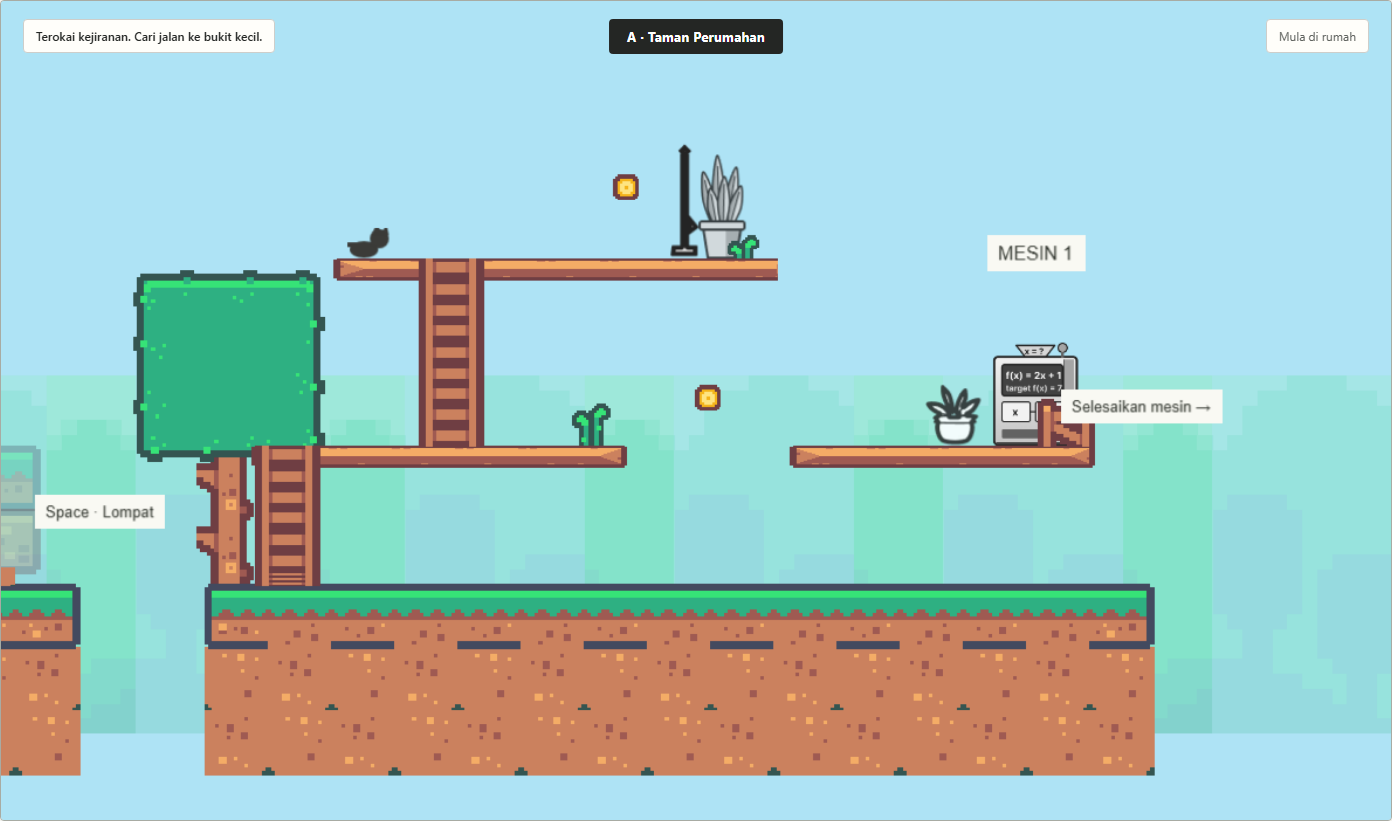 Terokai kejiranan. Cari jalan ke bukit kecil.
A · Taman Perumahan
Mula di rumah
MESIN 1
x = ?
f(x) = 2x + 1
target f(x) = 7
x
Selesaikan mesin →
Space · Lompat